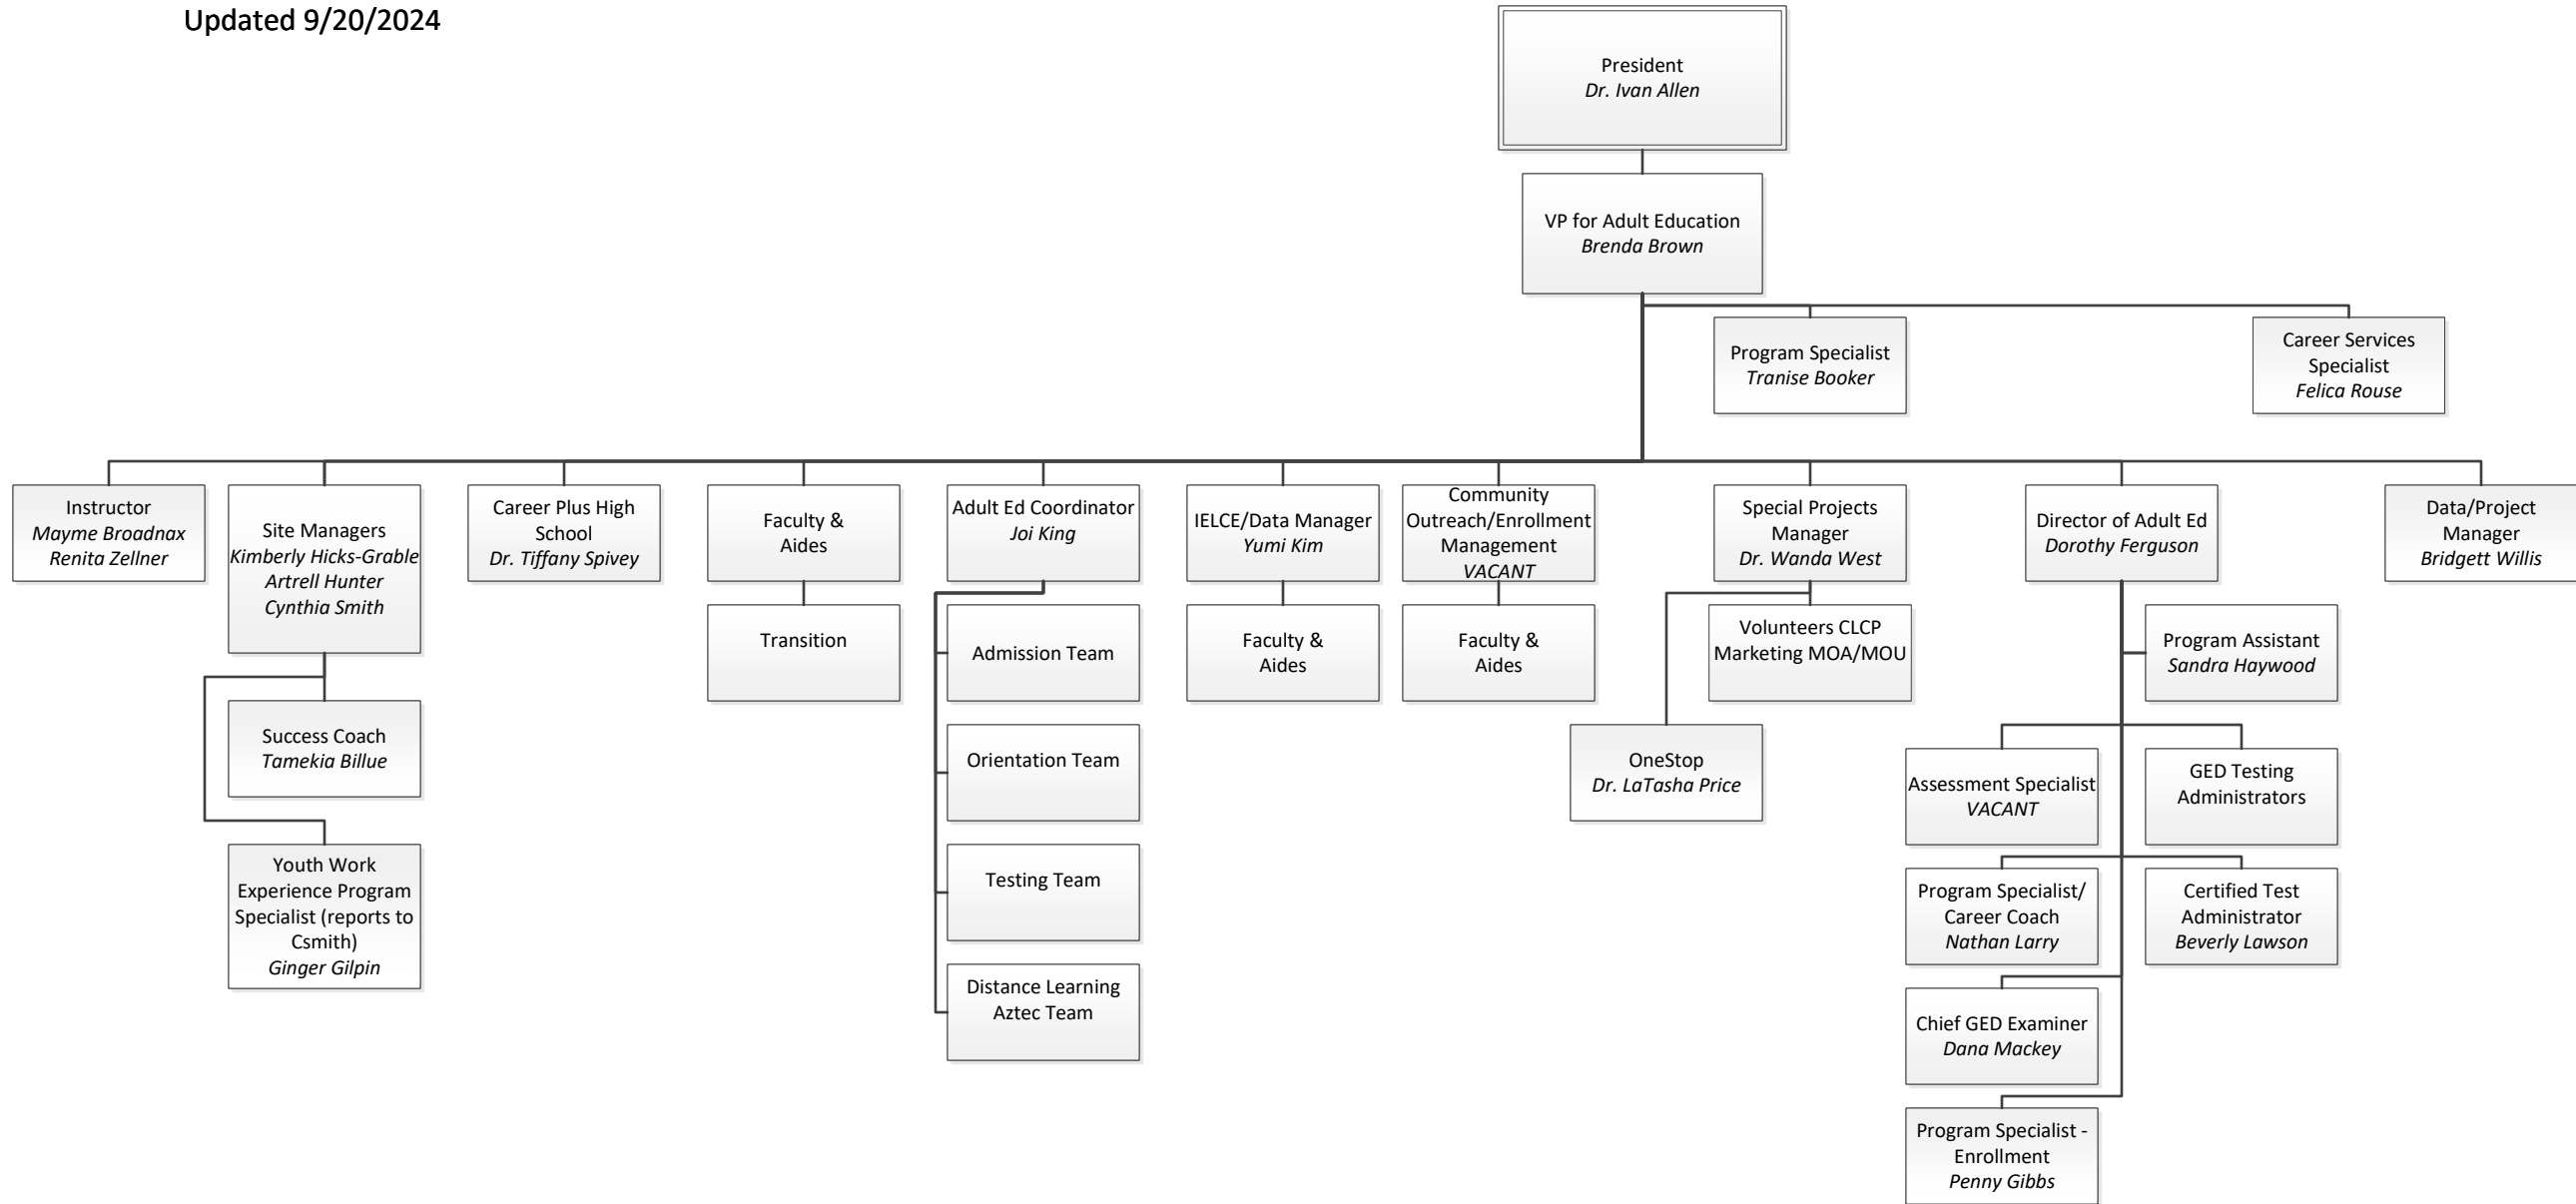 Updated 9/20/2024
President
Dr. Ivan Allen
VP for Adult Education
Brenda Brown
Program Specialist
Tranise Booker
Career Services
Specialist
Felica Rouse
Instructor
Mayme Broadnax
Renita Zellner
Site Managers
Kimberly Hicks-Grable
Artrell Hunter
Cynthia Smith
Career Plus High
School
Dr. Tiffany Spivey
Faculty &
Aides
Adult Ed Coordinator
Joi King
IELCE/Data Manager
Yumi Kim
Community
Outreach/Enrollment
Management
VACANT
Special Projects
Manager
Dr. Wanda West
Director of Adult Ed
Dorothy Ferguson
Data/Project
Manager
Bridgett Willis
Transition
Admission Team
Faculty &
Aides
Faculty &
Aides
Volunteers CLCP
Marketing MOA/MOU
Program Assistant
Sandra Haywood
Success Coach
Tamekia Billue
Orientation Team
OneStop
Dr. LaTasha Price
Assessment Specialist
VACANT
GED Testing
Administrators
Youth Work
Experience Program
Specialist (reports to
Csmith)
Ginger Gilpin
Testing Team
Program Specialist/
Career Coach
Nathan Larry
Certified Test
Administrator
Beverly Lawson
Distance Learning
Aztec Team
Chief GED Examiner
Dana Mackey
Program Specialist -
Enrollment
Penny Gibbs